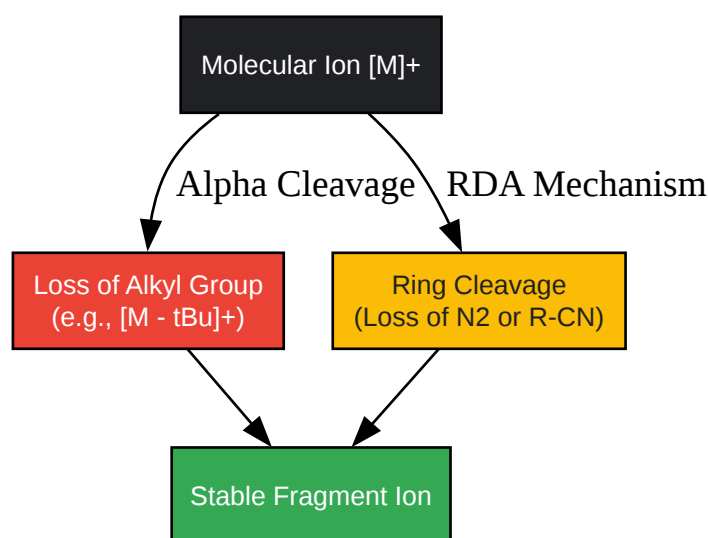 Molecular Ion [M]+
Alpha Cleavage
RDA Mechanism
Loss of Alkyl Group
(e.g., [M - tBu]+)
Ring Cleavage
(Loss of N2 or R-CN)
Stable Fragment Ion